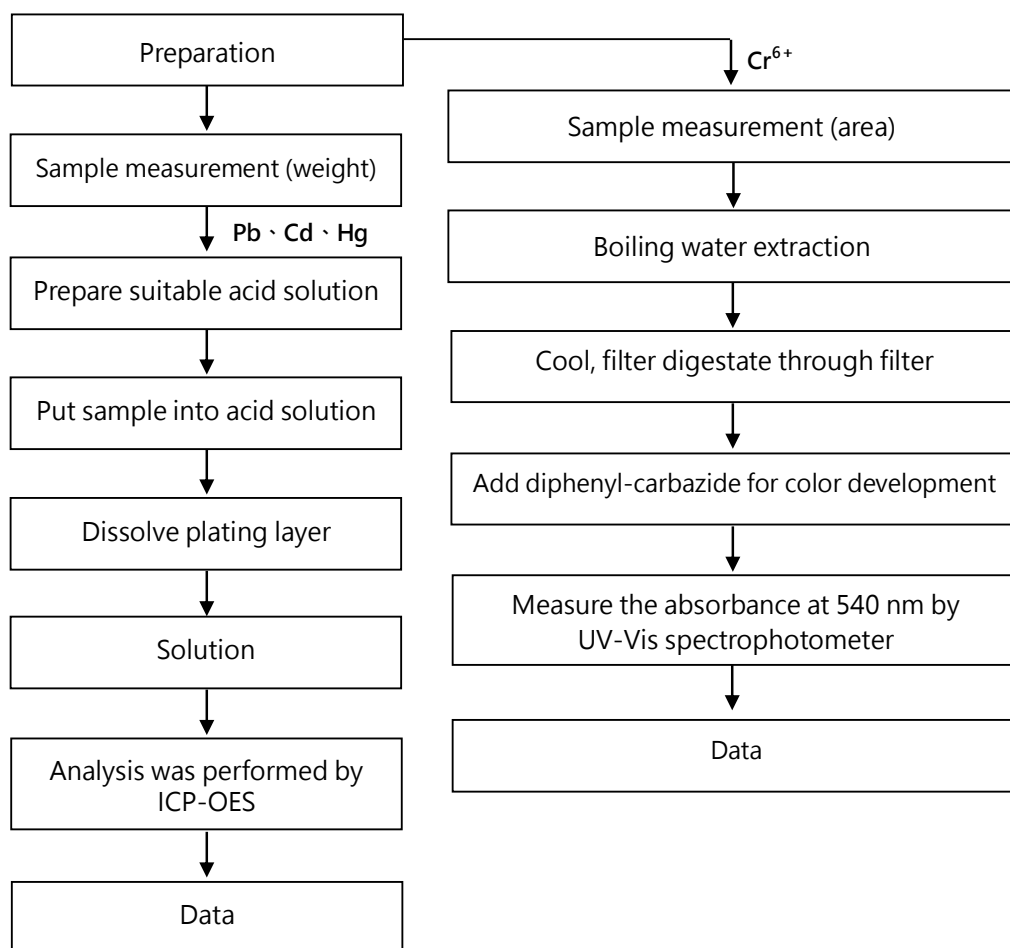 Preparation
Sample measurement (weight)
Pb、Cd、Hg
Prepare suitable acid solution
Put sample into acid solution
Dissolve plating layer
Solution
Analysis was performed by
ICP-OES
Data
Cr⁶⁺
Sample measurement (area)
Boiling water extraction
Cool, filter digestate through filter
Add diphenyl-carbazide for color development
Measure the absorbance at 540 nm by
UV-Vis spectrophotometer
Data